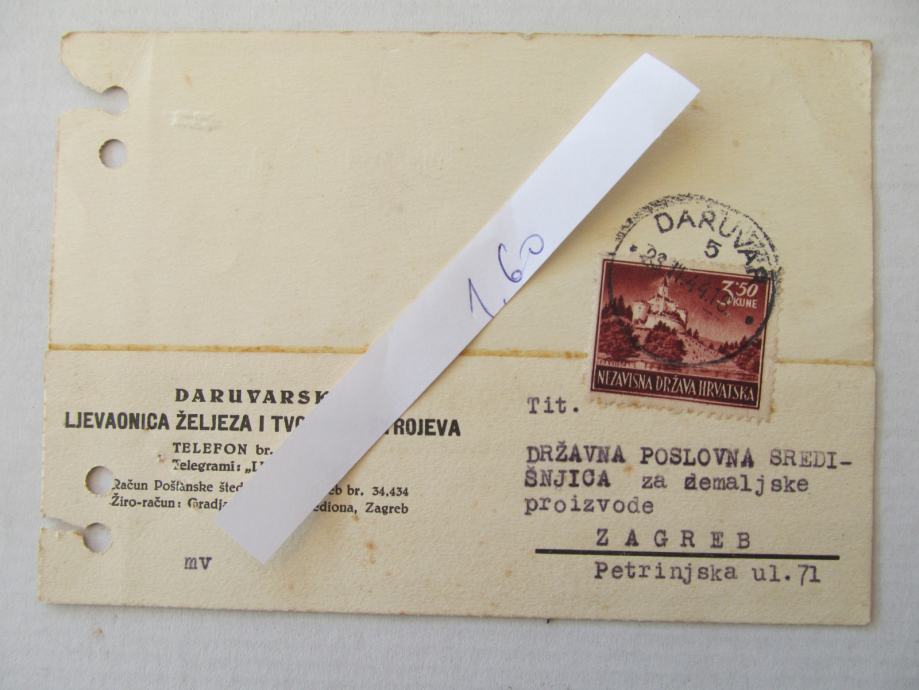 DARUVAR
5
3·50
KUNE
NEZAVISNA DRŽAVA HRVATSKA
1,60
DARUVARSK
LJEVAONICA ŽELJEZA I TVO ROJEVA
TELEFON br.
Telegrami: „
Račun Poštanske šted br. 34,434
Žiro-račun: Gradja ediona, Zagreb
mv
Tit.
DRŽAVNA POSLOVNA SREDI-
ŠNJICA za zemaljske
proizvode
ZAGREB
Petrinjska ul. 71